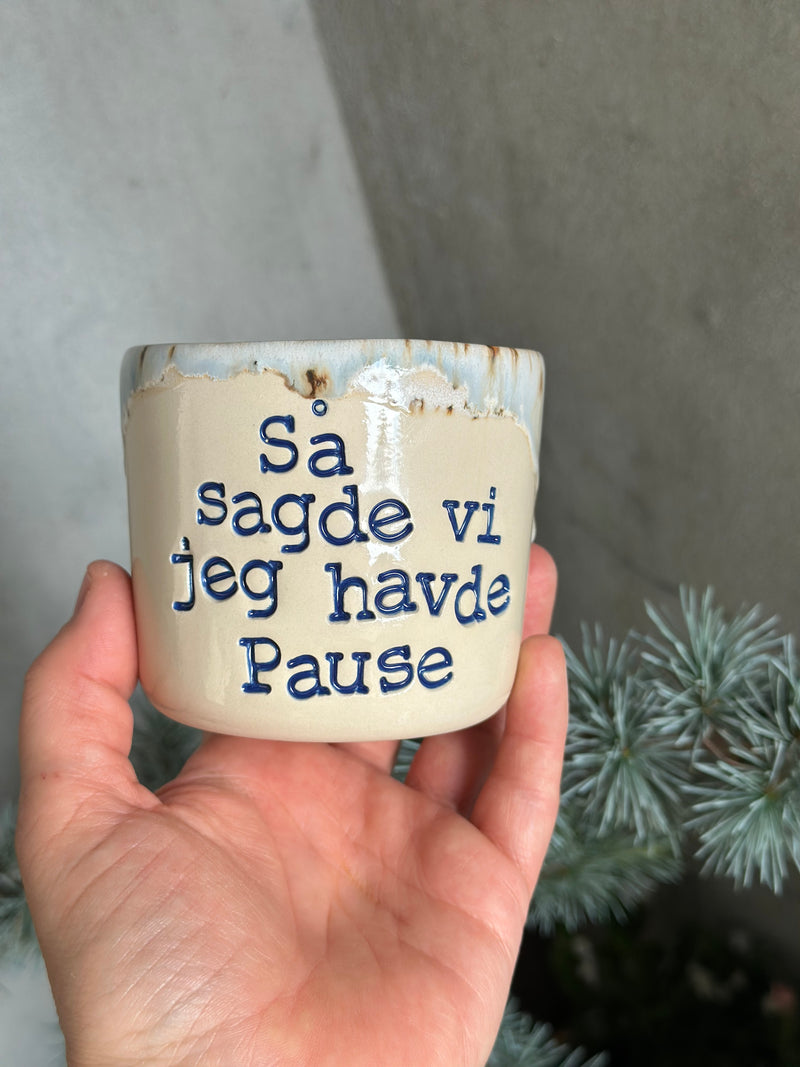 Så
sagde vi
jeg havde
Pause